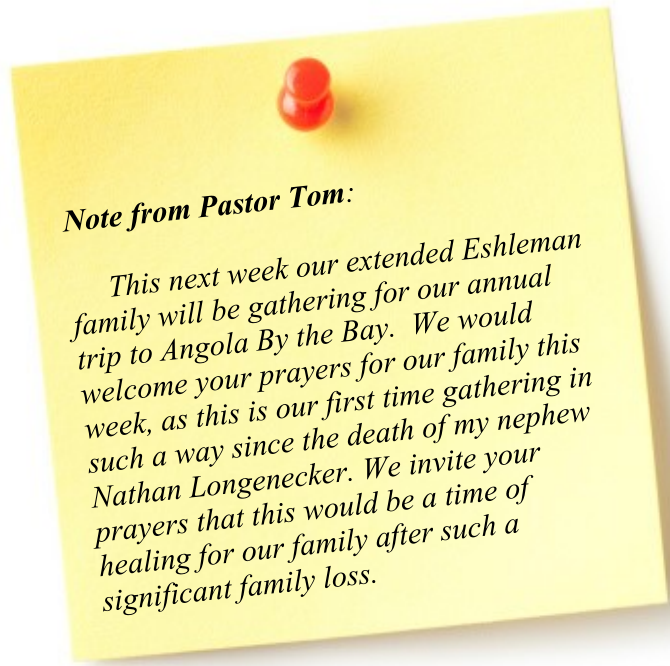 Note from Pastor Tom:
This next week our extended Eshleman
family will be gathering for our annual
trip to Angola By the Bay.  We would
welcome your prayers for our family this
week, as this is our first time gathering in
such a way since the death of my nephew
Nathan Longenecker. We invite your
prayers that this would be a time of
healing for our family after such a
significant family loss.